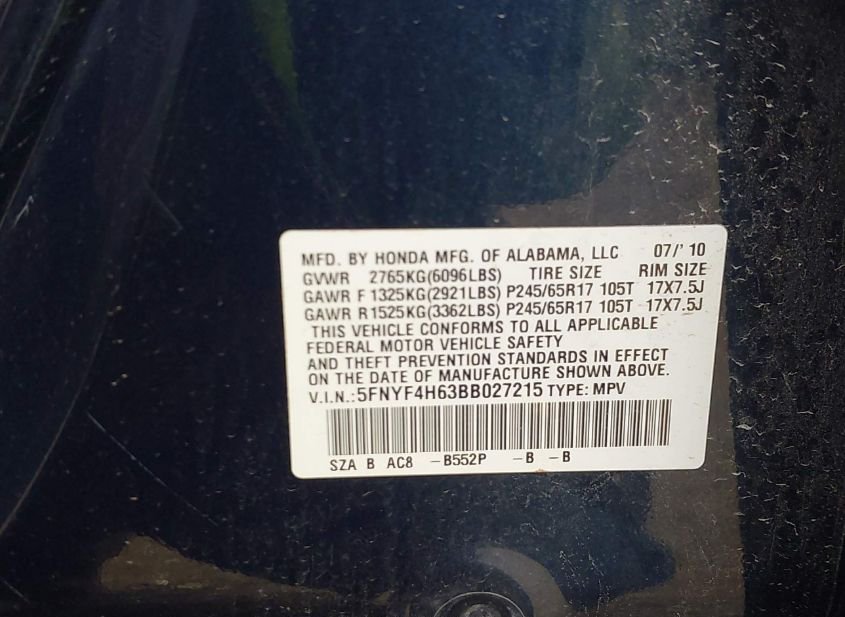 MFD. BY HONDA MFG. OF ALABAMA, LLC 07/'10
GVWR 2765KG(6096LBS) TIRE SIZE RIM SIZE
GAWR F 1325KG(2921LBS) P245/65R17 105T 17X7.5J
GAWR R 1525KG(3362LBS) P245/65R17 105T 17X7.5J
THIS VEHICLE CONFORMS TO ALL APPLICABLE
FEDERAL MOTOR VEHICLE SAFETY
AND THEFT PREVENTION STANDARDS IN EFFECT
ON THE DATE OF MANUFACTURE SHOWN ABOVE.
V.I.N.:5FNYF4H63BB027215 TYPE: MPV
SZA B AC8 -B552P -B -B